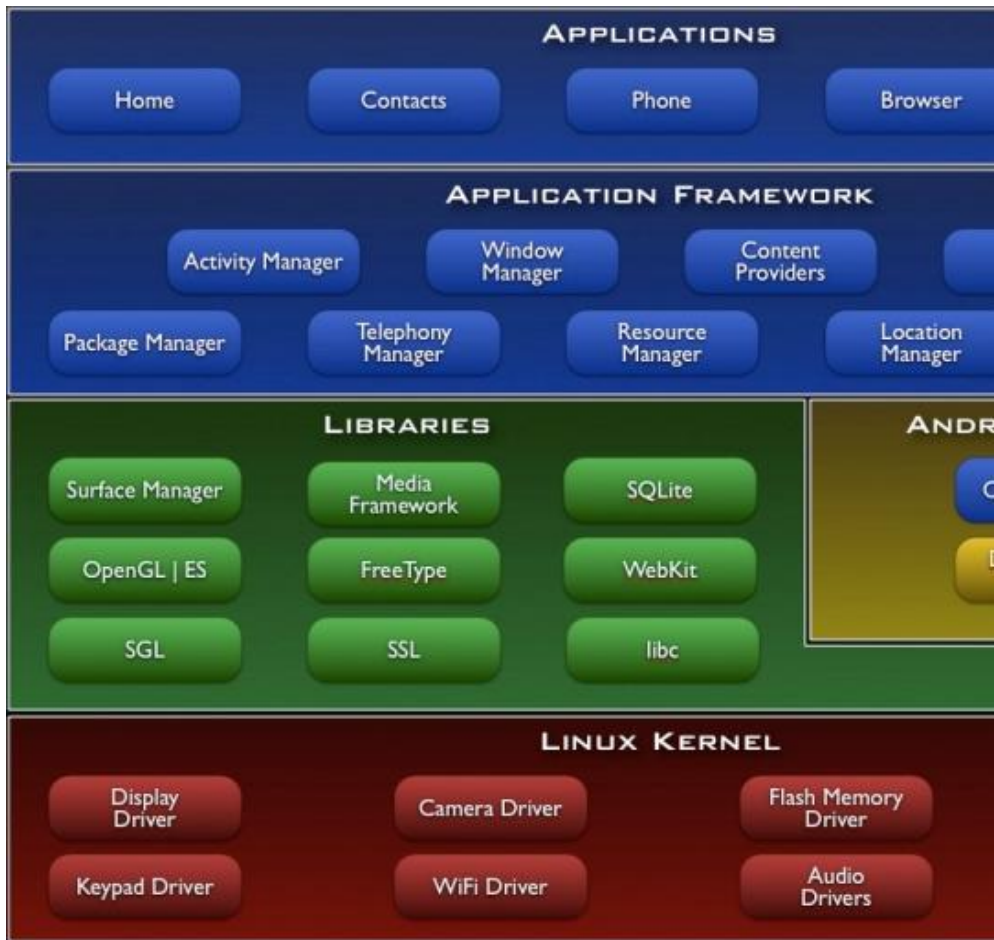 APPLICATIONS
Home
Contacts
Phone
Browser
APPLICATION FRAMEWORK
Activity Manager
Window
Manager
Content
Providers
Package Manager
Telephony
Manager
Resource
Manager
Location
Manager
LIBRARIES
Surface Manager
Media
Framework
SQLite
OpenGL | ES
FreeType
WebKit
SGL
SSL
libc
ANDR
LINUX KERNEL
Display
Driver
Camera Driver
Flash Memory
Driver
Keypad Driver
WiFi Driver
Audio
Drivers